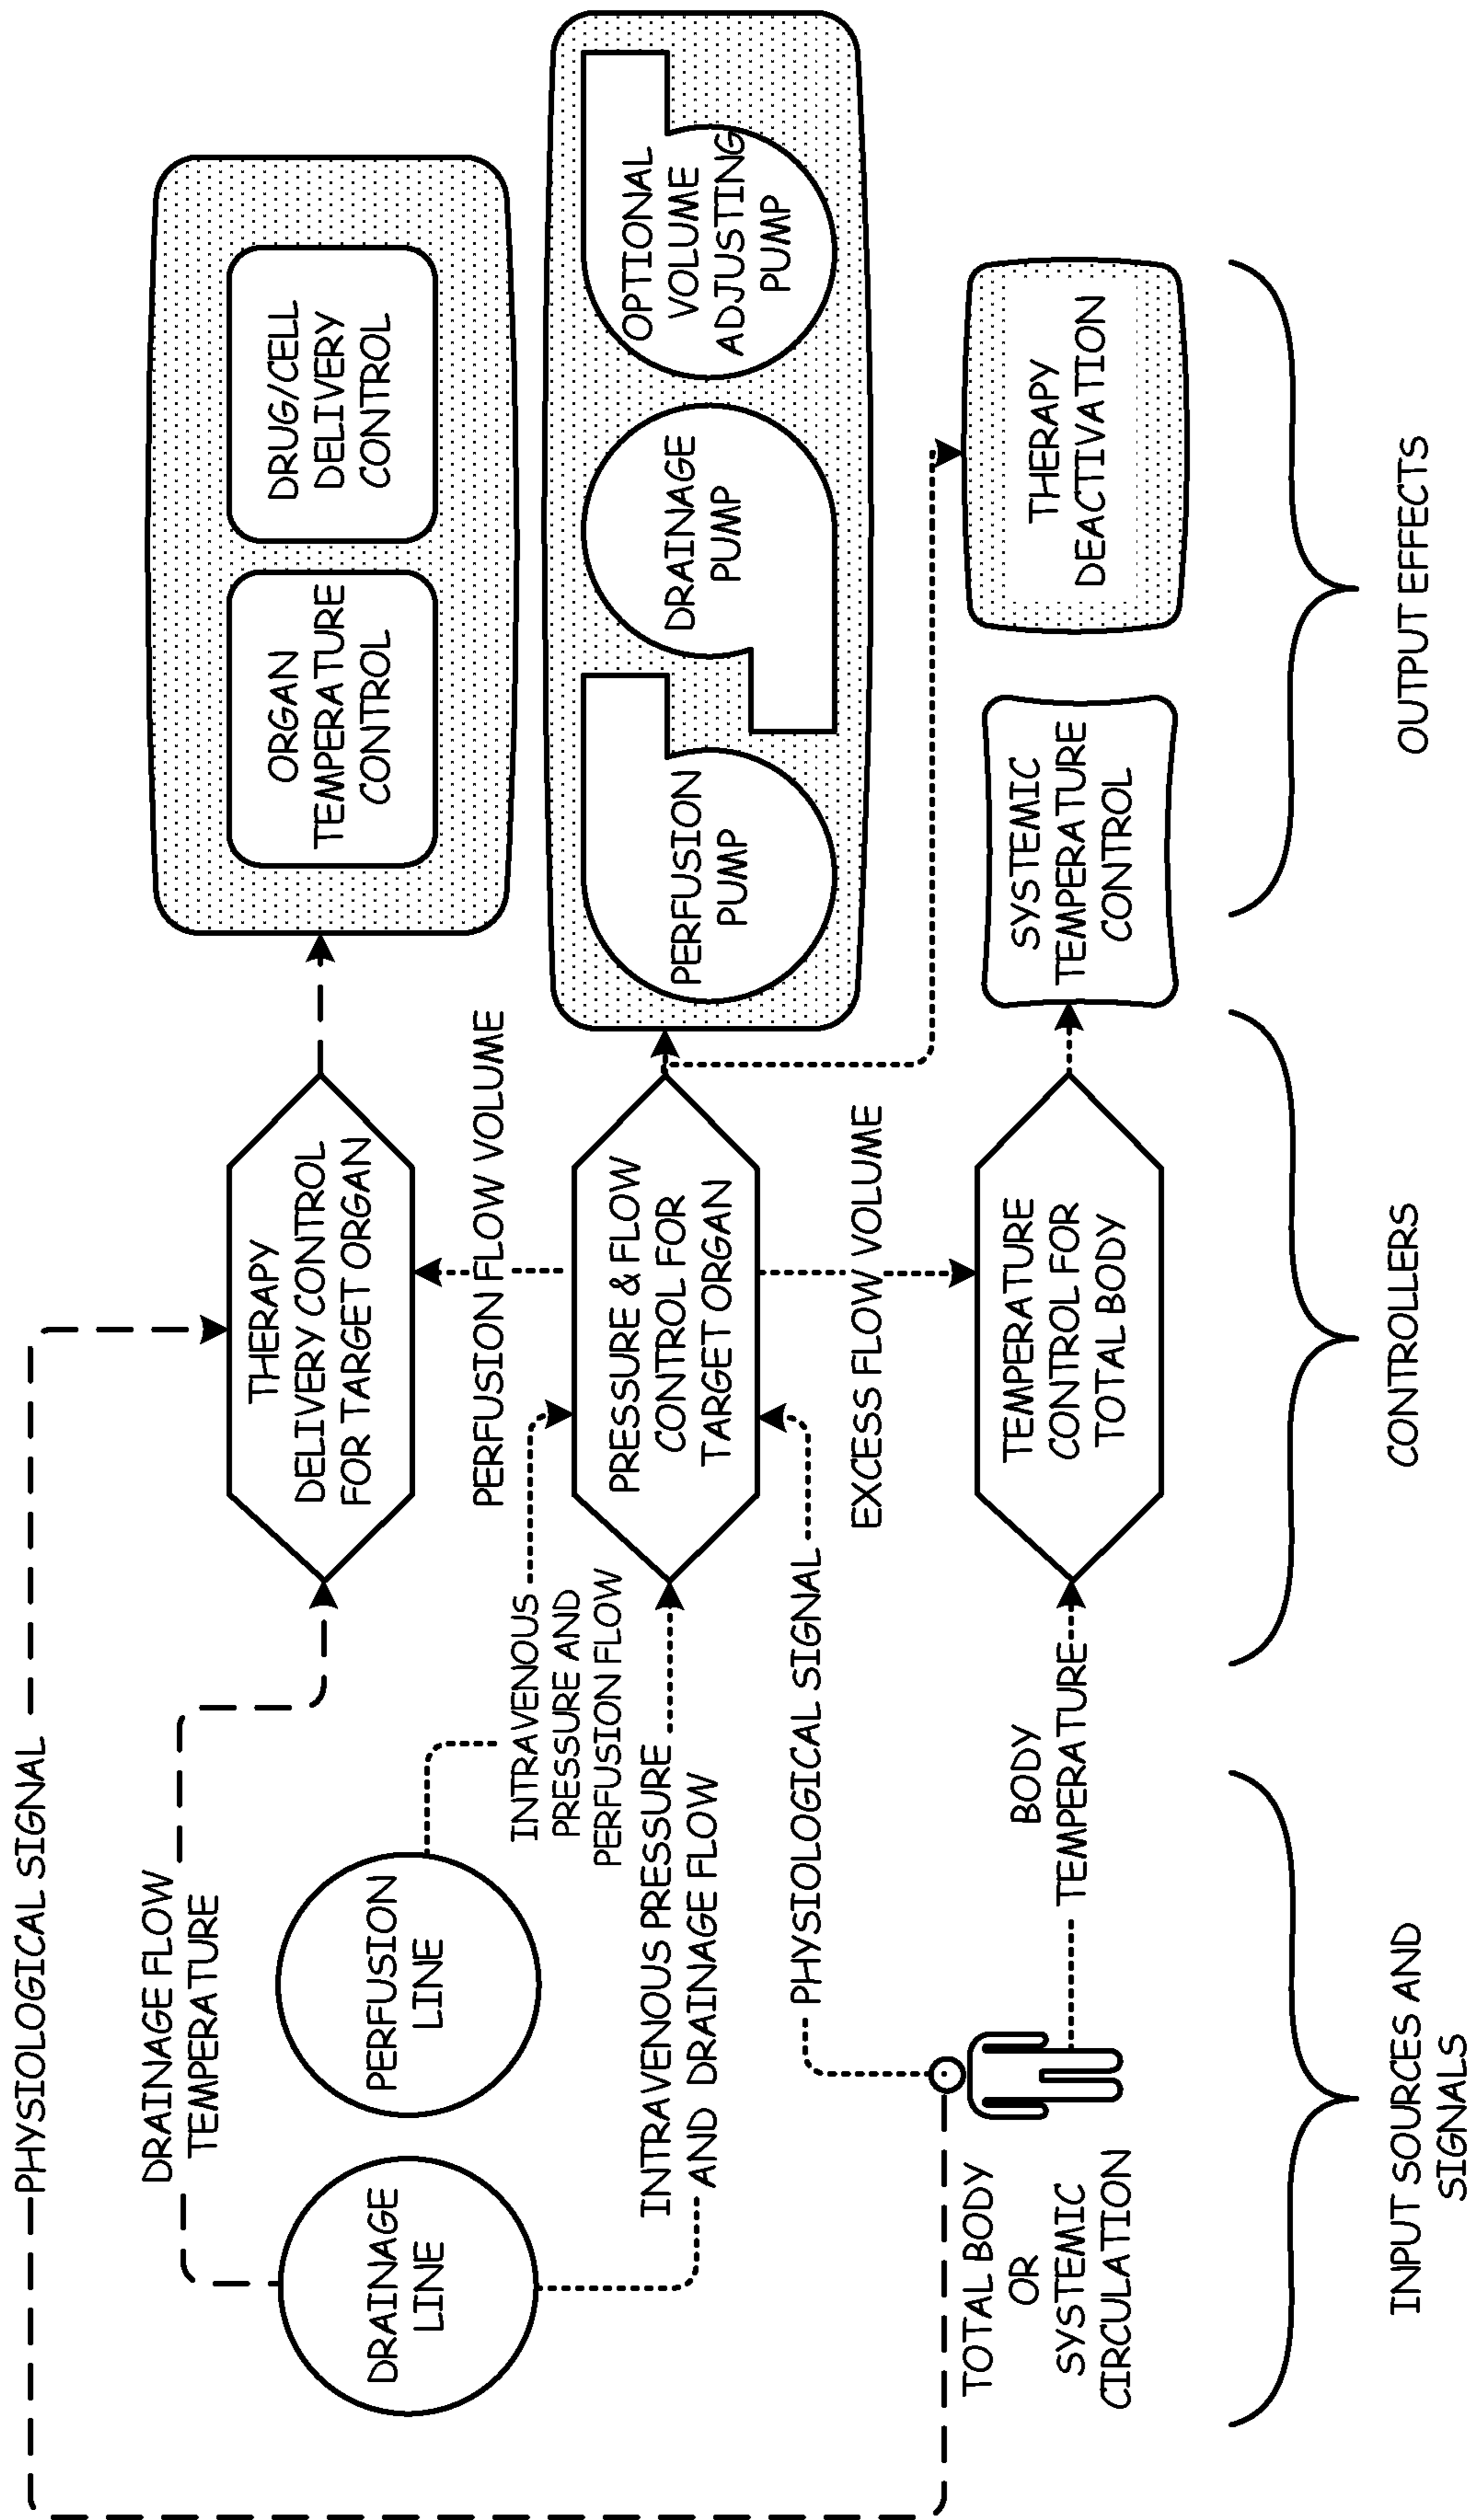 PHYSIOLOGICAL SIGNAL
DRAINAGE FLOW
TEMPERATURE
DRAINAGE
LINE
PERFUSION
LINE
INTRAVENOUS
PRESSURE AND
PERFUSION FLOW
INTRAVENOUS PRESSURE
AND DRAINAGE FLOW
PHYSIOLOGICAL SIGNAL
BODY
TEMPERATURE
TOTAL BODY
OR
SYSTEMIC
CIRCULATION
INPUT SOURCES AND
SIGNALS
THERAPY
DELIVERY CONTROL
FOR TARGET ORGAN
PERFUSION FLOW VOLUME
PRESSURE & FLOW
CONTROL FOR
TARGET ORGAN
EXCESS FLOW VOLUME
TEMPERATURE
CONTROL FOR
TOTAL BODY
CONTROLLERS
ORGAN
TEMPERATURE
CONTROL
DRUG/CELL
DELIVERY
CONTROL
PERFUSION
PUMP
DRAINAGE
PUMP
OPTIONAL
VOLUME
ADJUSTING
PUMP
SYSTEMIC
TEMPERATURE
CONTROL
THERAPY
DEACTIVATION
OUTPUT EFFECTS